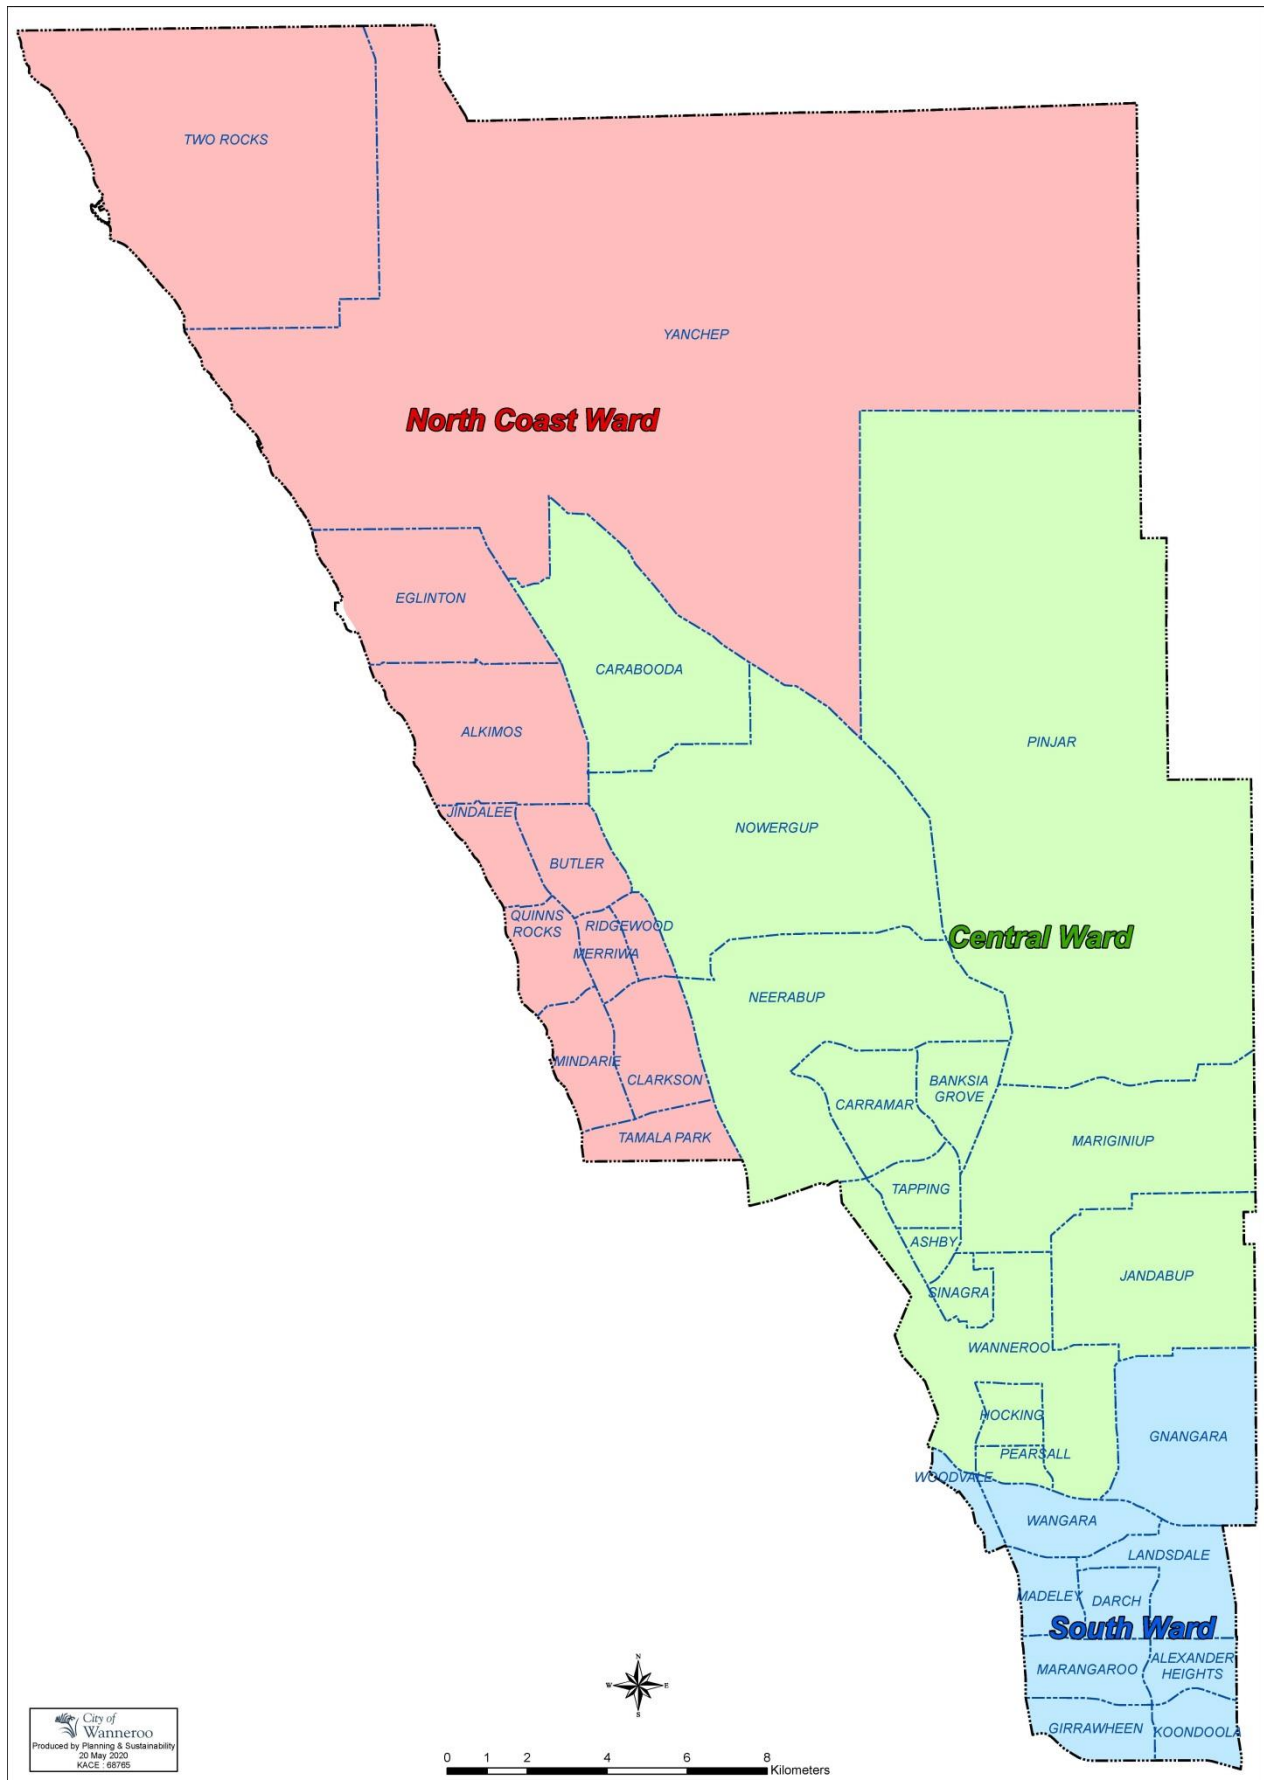 TWO ROCKS
YANCHEP
North Coast Ward
EGLINTON
CARABOODA
ALKIMOS
PINJAR
JINDALEE
NOWERGUP
BUTLER
QUINNS
ROCKS
RIDGEWOOD
MERRIWA
Central Ward
NEERABUP
MINDARIE
CLARKSON
BANKSIA
GROVE
CARRAMAR
TAMALA PARK
MARIGINIUP
TAPPING
ASHBY
JANDABUP
SINAGRA
WANNEROO
HOCKING
GNANGARA
PEARSALL
WOODVALE
WANGARA
LANDSDALE
MADELEY
DARCH
South Ward
MARANGAROO
ALEXANDER
HEIGHTS
GIRRAWHEEN
KOONDOOLA
N
W
E
S
City of
Wanneroo
Produced by Planning & Sustainability
20 May 2020
KACE : 68765
0 1 2 4 6 8
Kilometers